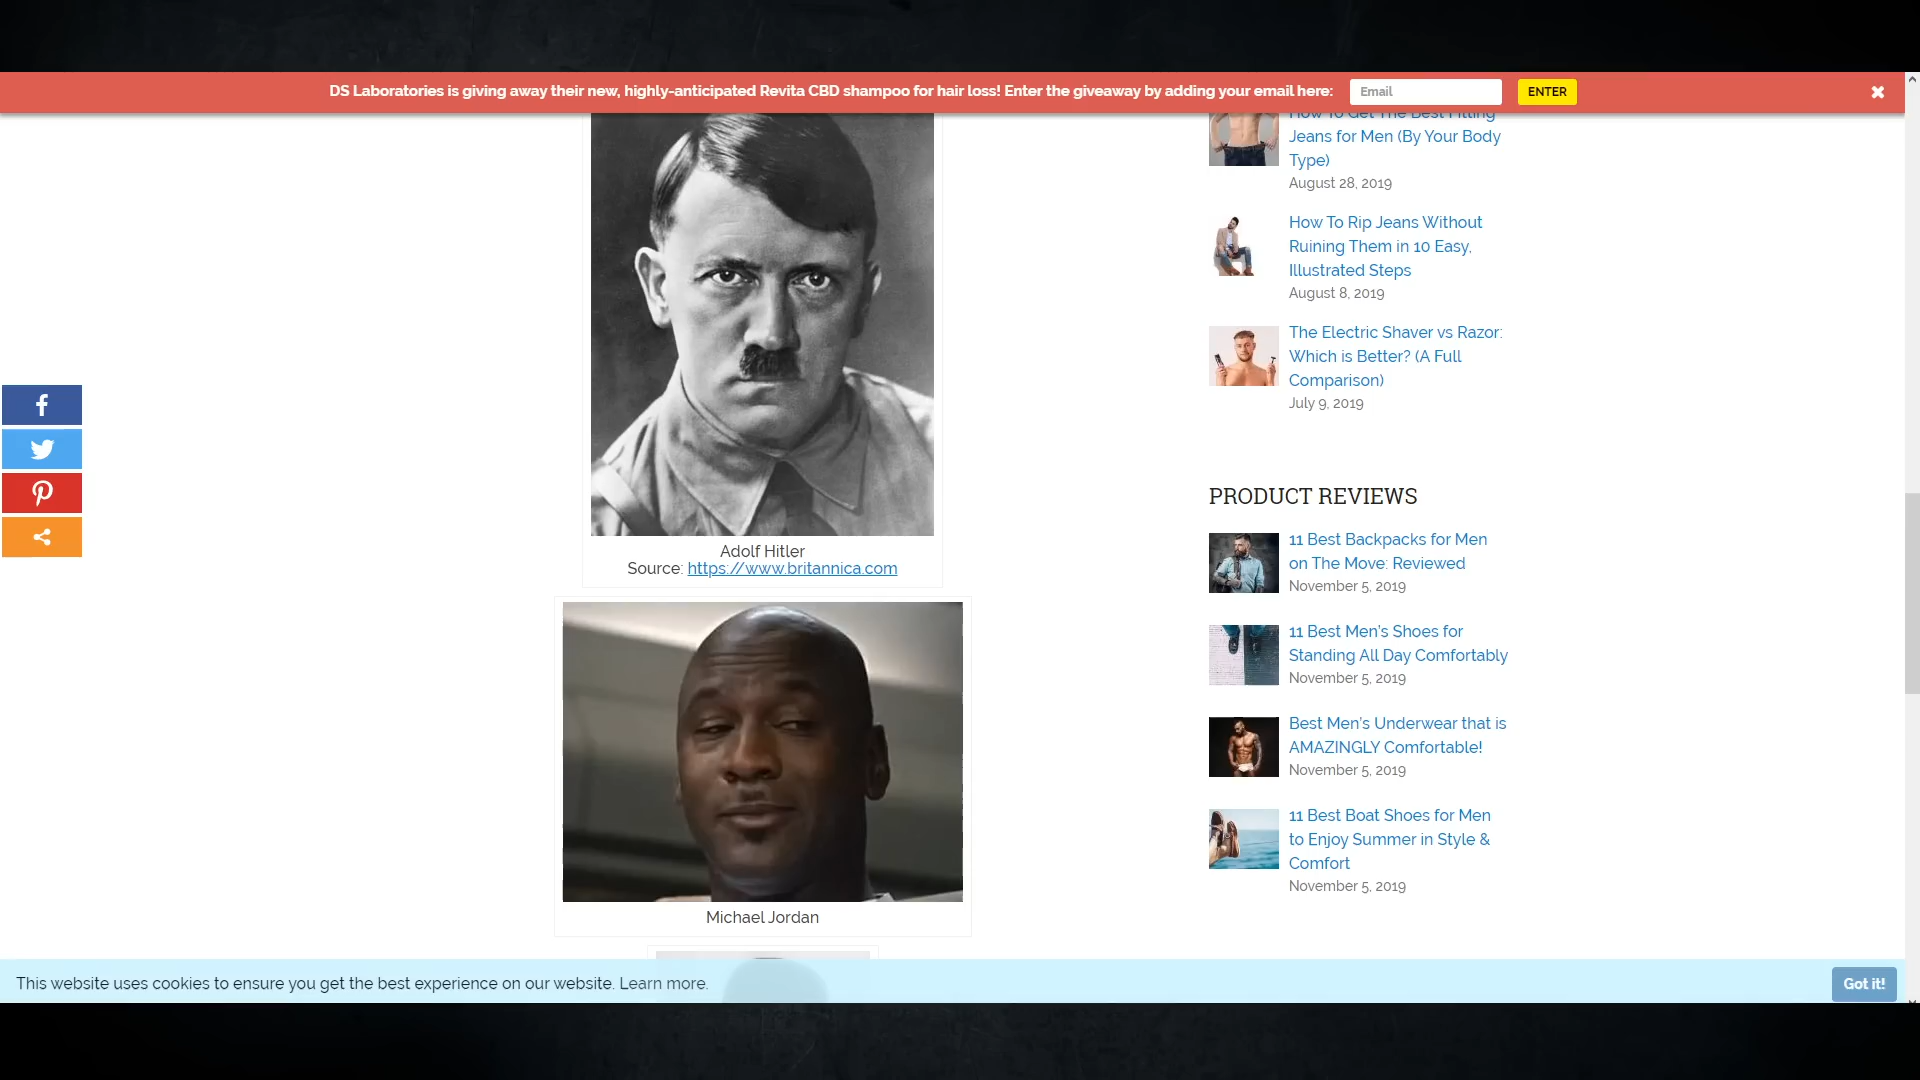 DS Laboratories is giving away their new, highly-anticipated Revita CBD shampoo for hair loss! Enter the giveaway by adding your email here:
Email
ENTER
Adolf Hitler
Source: https://www.britannica.com
Michael Jordan
How To Get The Best Fitting
Jeans for Men (By Your Body
Type)
August 28, 2019
How To Rip Jeans Without
Ruining Them in 10 Easy,
Illustrated Steps
August 8, 2019
The Electric Shaver vs Razor:
Which is Better? (A Full
Comparison)
July 9, 2019
PRODUCT REVIEWS
11 Best Backpacks for Men
on The Move: Reviewed
November 5, 2019
11 Best Men's Shoes for
Standing All Day Comfortably
November 5, 2019
Best Men's Underwear that is
AMAZINGLY Comfortable!
November 5, 2019
11 Best Boat Shoes for Men
to Enjoy Summer in Style &
Comfort
November 5, 2019
This website uses cookies to ensure you get the best experience on our website. Learn more.
Got it!